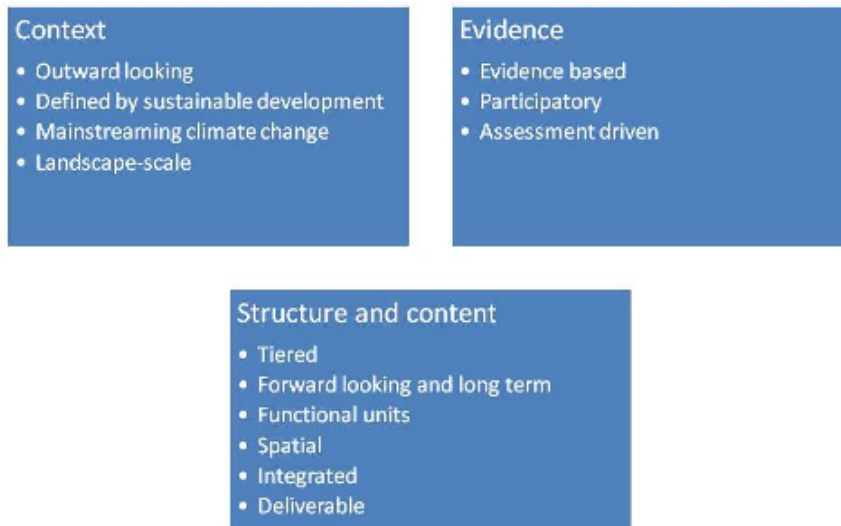 Context
• Outward looking
• Defined by sustainable development
• Mainstreaming climate change
• Landscape-scale
Evidence
• Evidence based
• Participatory
• Assessment driven
Structure and content
• Tiered
• Forward looking and long term
• Functional units
• Spatial
• Integrated
• Deliverable